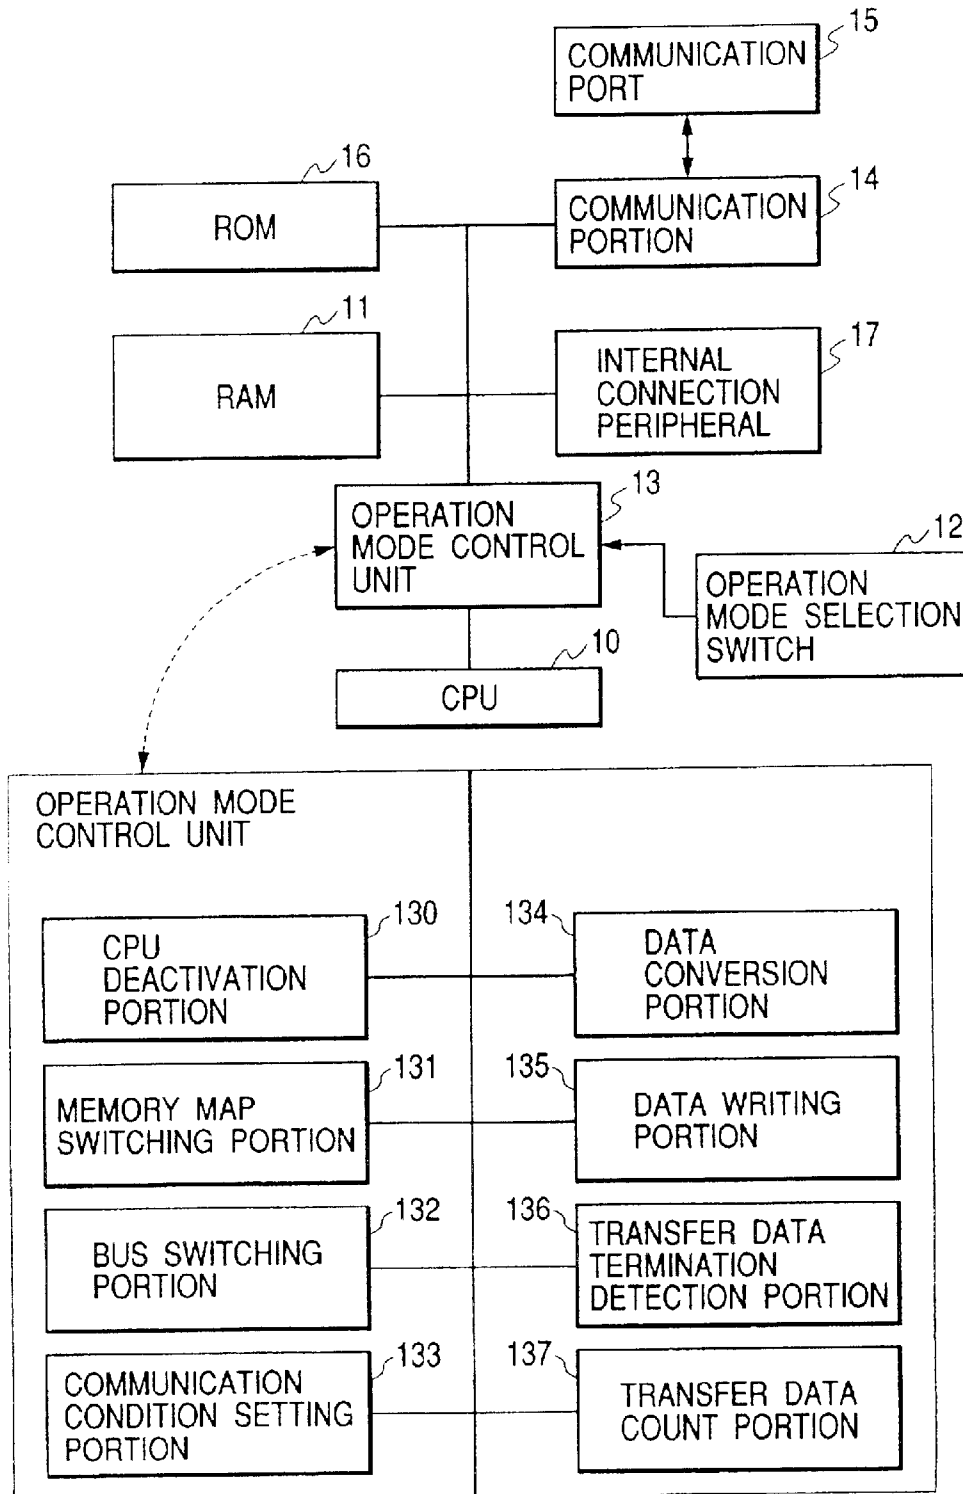 15
COMMUNICATION
PORT
16
ROM
14
COMMUNICATION
PORTION
11
RAM
17
INTERNAL
CONNECTION
PERIPHERAL
13
OPERATION
MODE CONTROL
UNIT
12
OPERATION
MODE SELECTION
SWITCH
10
CPU
OPERATION MODE
CONTROL UNIT
130
CPU
DEACTIVATION
PORTION
134
DATA
CONVERSION
PORTION
131
MEMORY MAP
SWITCHING PORTION
135
DATA WRITING
PORTION
132
BUS SWITCHING
PORTION
136
TRANSFER DATA
TERMINATION
DETECTION PORTION
133
COMMUNICATION
CONDITION SETTING
PORTION
137
TRANSFER DATA
COUNT PORTION